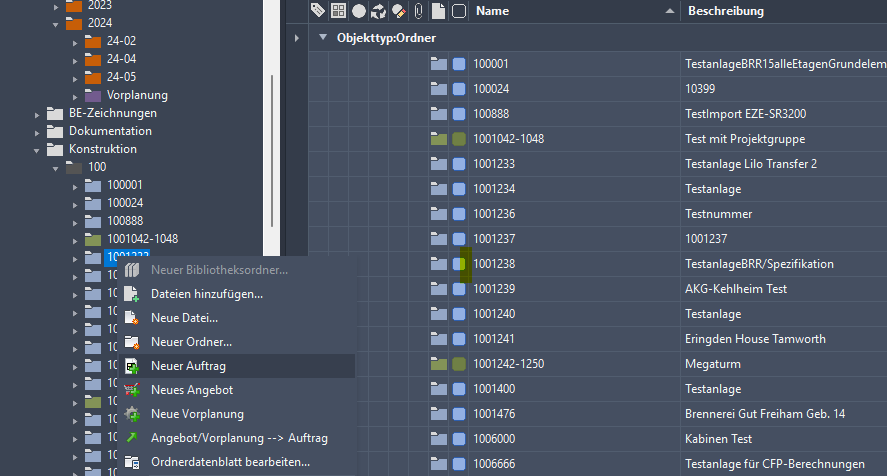 2023
2024
24-02
24-04
24-05
Vorplanung
BE-Zeichnungen
Dokumentation
Konstruktion
100
100001
100024
100888
1001042-1048
1001233
10
10
10
10
10
10
10
10
10
10
10
Neuer Bibliotheksordner...
Dateien hinzufügen...
Neue Datei...
Neuer Ordner...
Neuer Auftrag
Neues Angebot
Neue Vorplanung
Angebot/Vorplanung --> Auftrag
Ordnerdatenblatt bearbeiten...
Name Beschreibung
Objekttyp:Ordner
100001 TestanlageBRR15alleEtagenGrundelem
100024 10399
100888 TestImport EZE-SR3200
1001042-1048 Test mit Projektgruppe
1001233 Testanlage Lilo Transfer 2
1001234 Testanlage
1001236 Testnummer
1001237 1001237
1001238 TestanlageBRR/Spezifikation
1001239 AKG-Kehlheim Test
1001240 Testanlage
1001241 Eringden House Tamworth
1001242-1250 Megaturm
1001400 Testanlage
1001476 Brennerei Gut Freiham Geb. 14
1006000 Kabinen Test
1006666 Testanlage für CFP-Berechnungen